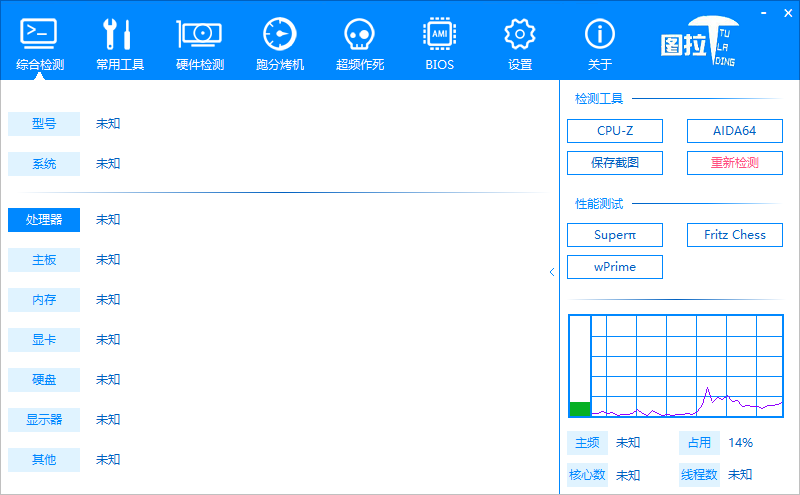 综合检测 常用工具 硬件检测 跑分烤机 超频作死 BIOS 设置 关于
AMI
图拉丁
TU
LA
DING
型号 未知
系统 未知
处理器 未知
主板 未知
内存 未知
显卡 未知
硬盘 未知
显示器 未知
其他 未知
检测工具
CPU-Z AIDA64
保存截图 重新检测
性能测试
Superπ Fritz Chess
wPrime
主频 未知 占用 14%
核心数 未知 线程数 未知